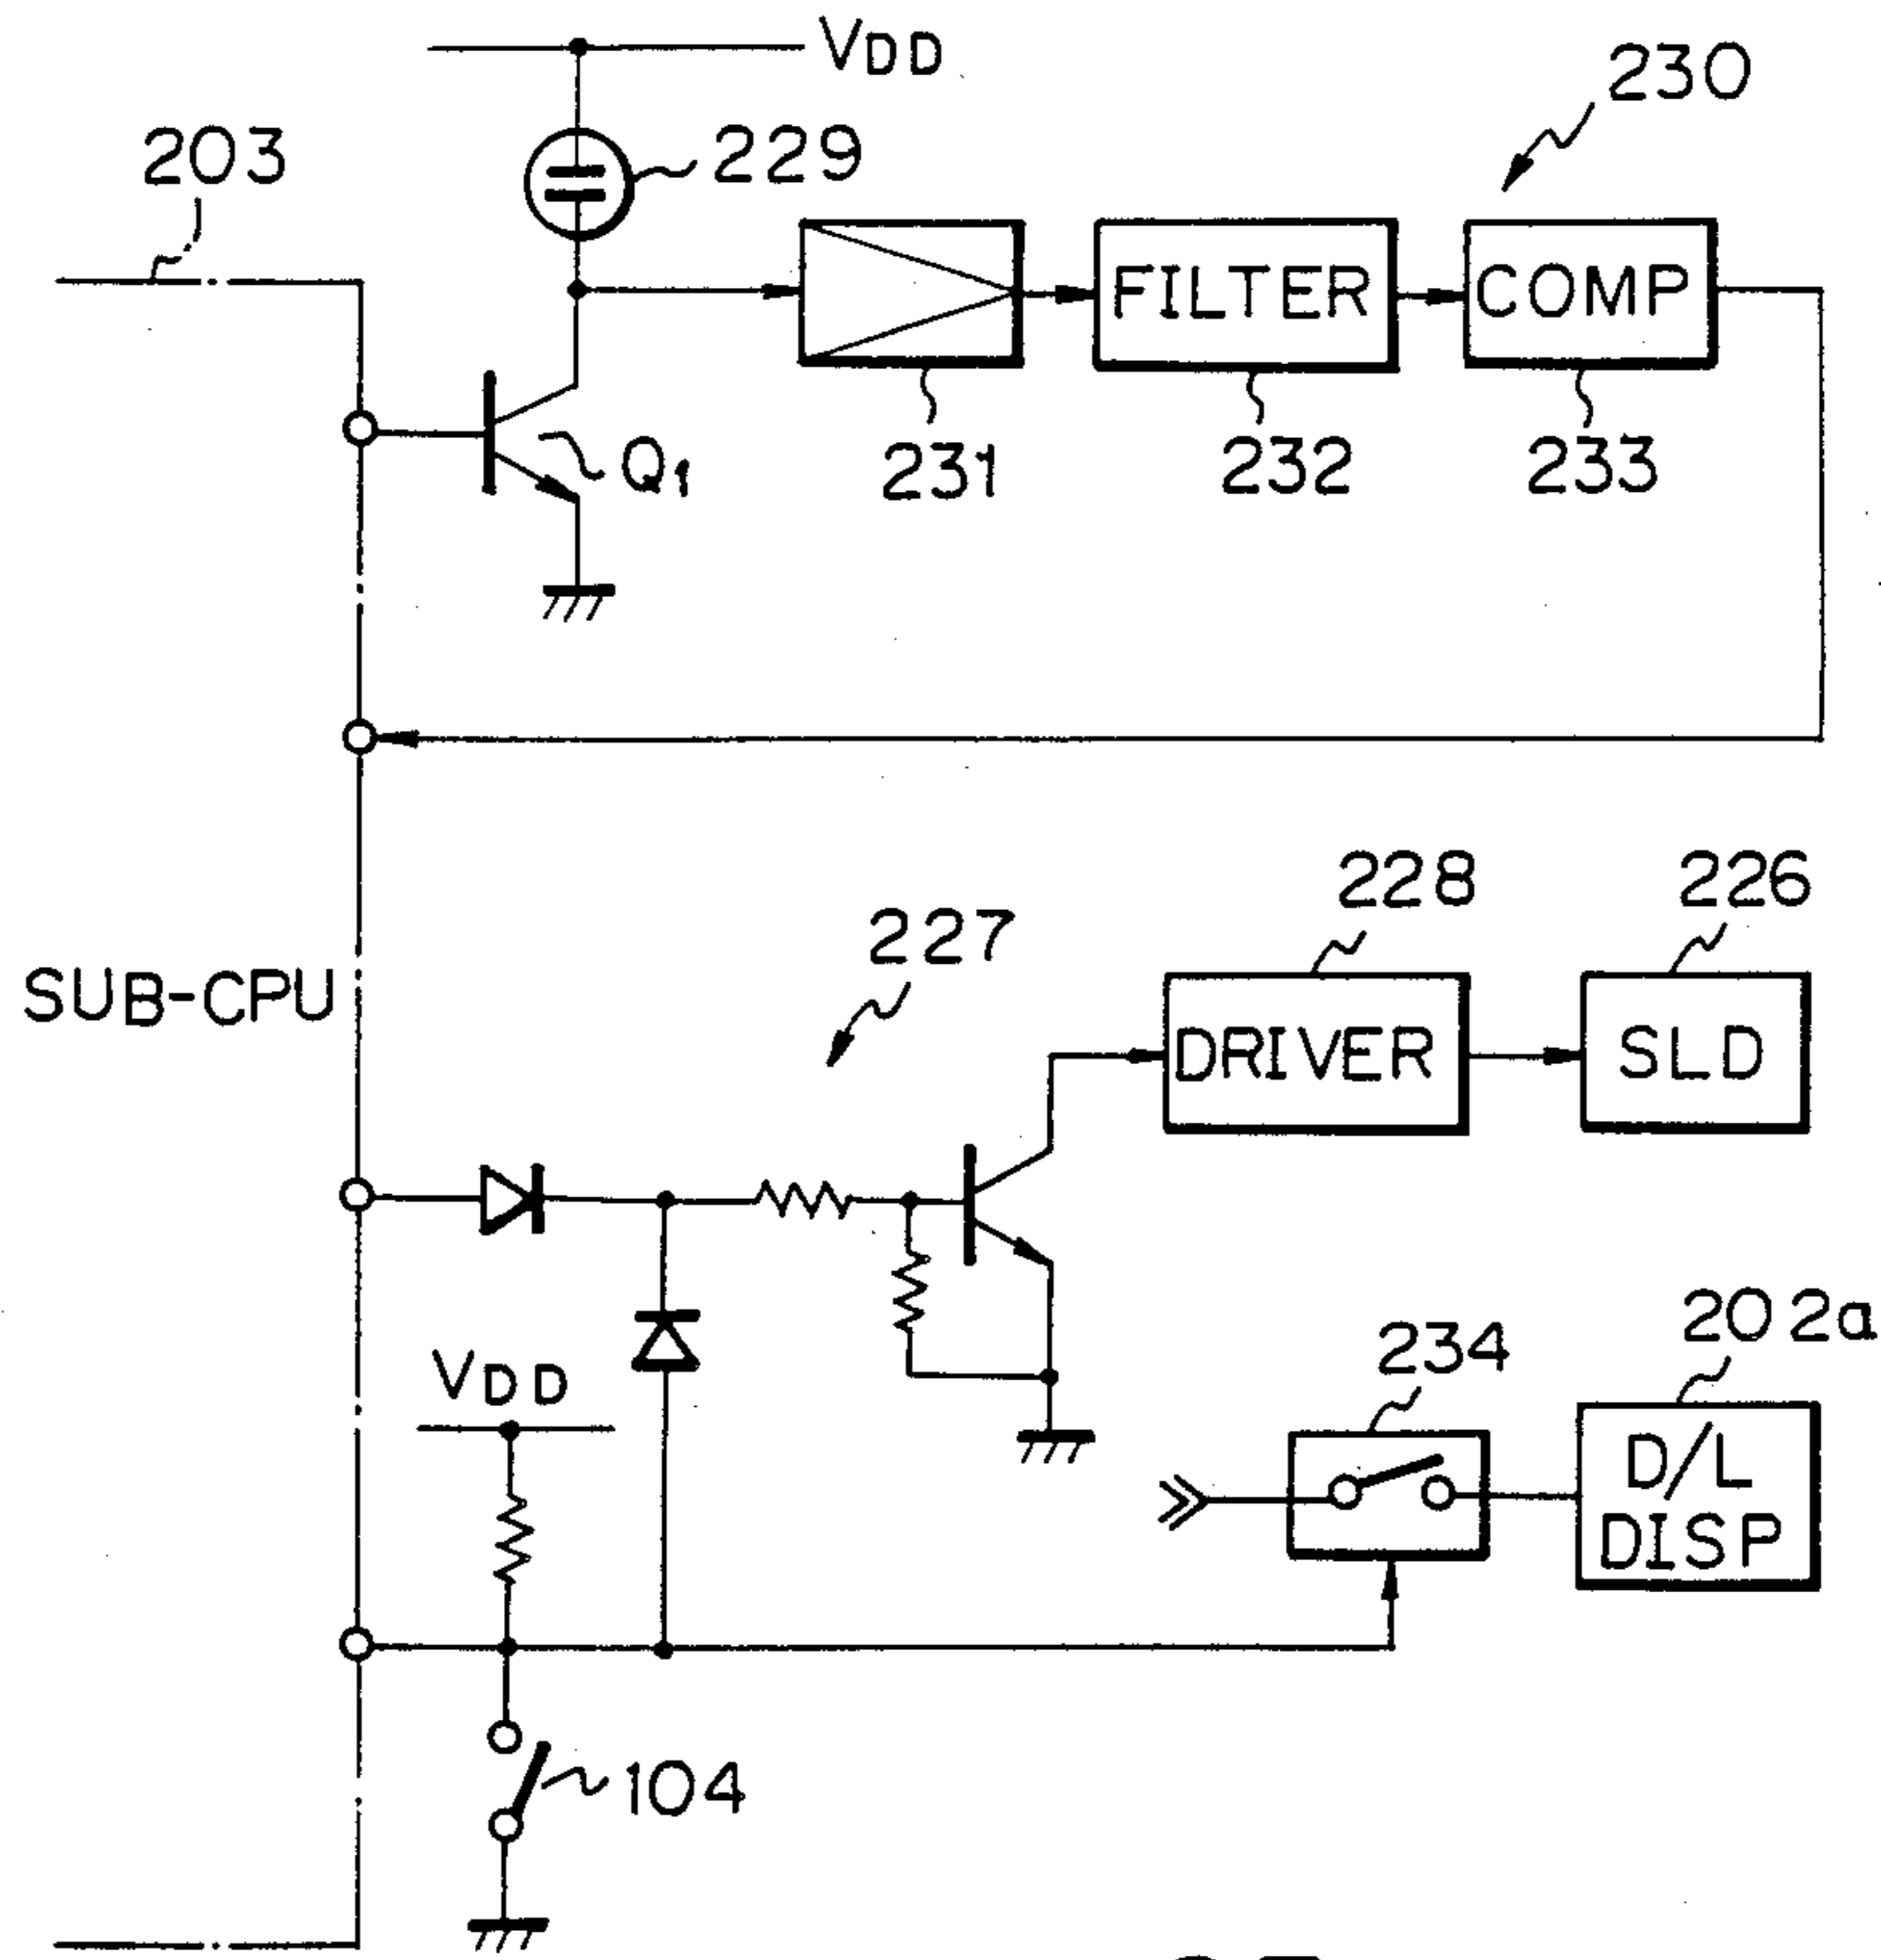 VDD
230
203
229
FILTER
COMP
Q1
231
232
233
228
226
227
SUB-CPU
DRIVER
SLD
202a
234
VDD
D/L
DISP
104